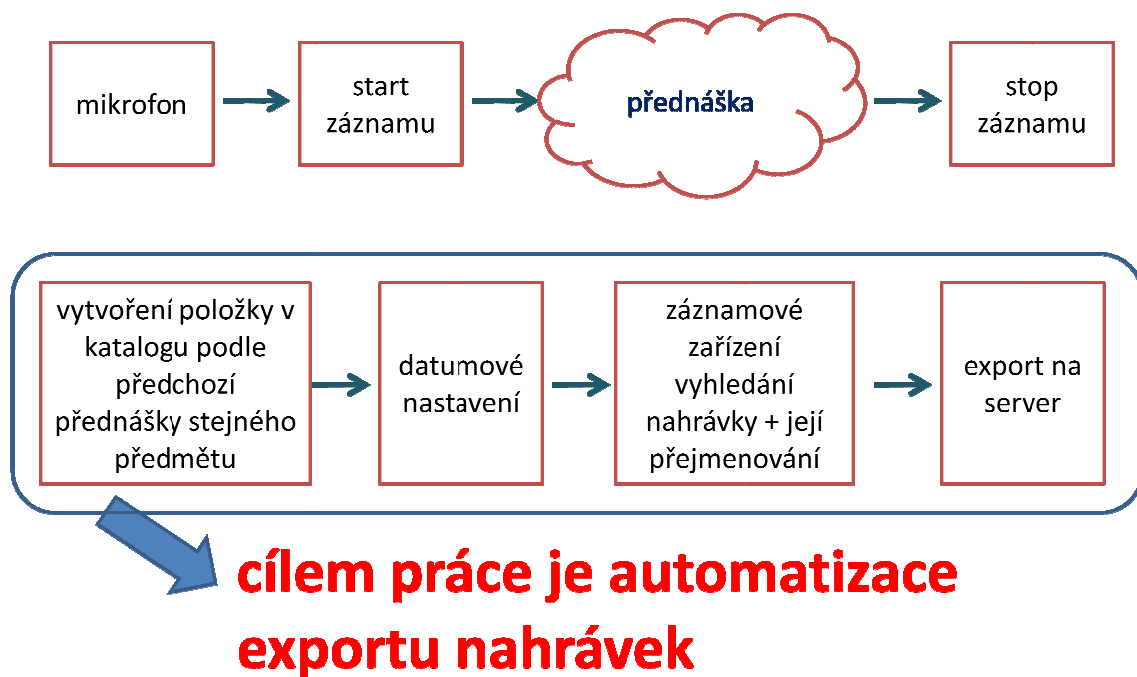 mikrofon
start
záznamu
přednáška
stop
záznamu
vytvoření položky v
katalogu podle
předchozí
přednášky stejného
předmětu
datumové
nastavení
záznamové
zařízení
vyhledání
nahrávky + její
přejmenování
export na
server
cílem práce je automatizace
exportu nahrávek